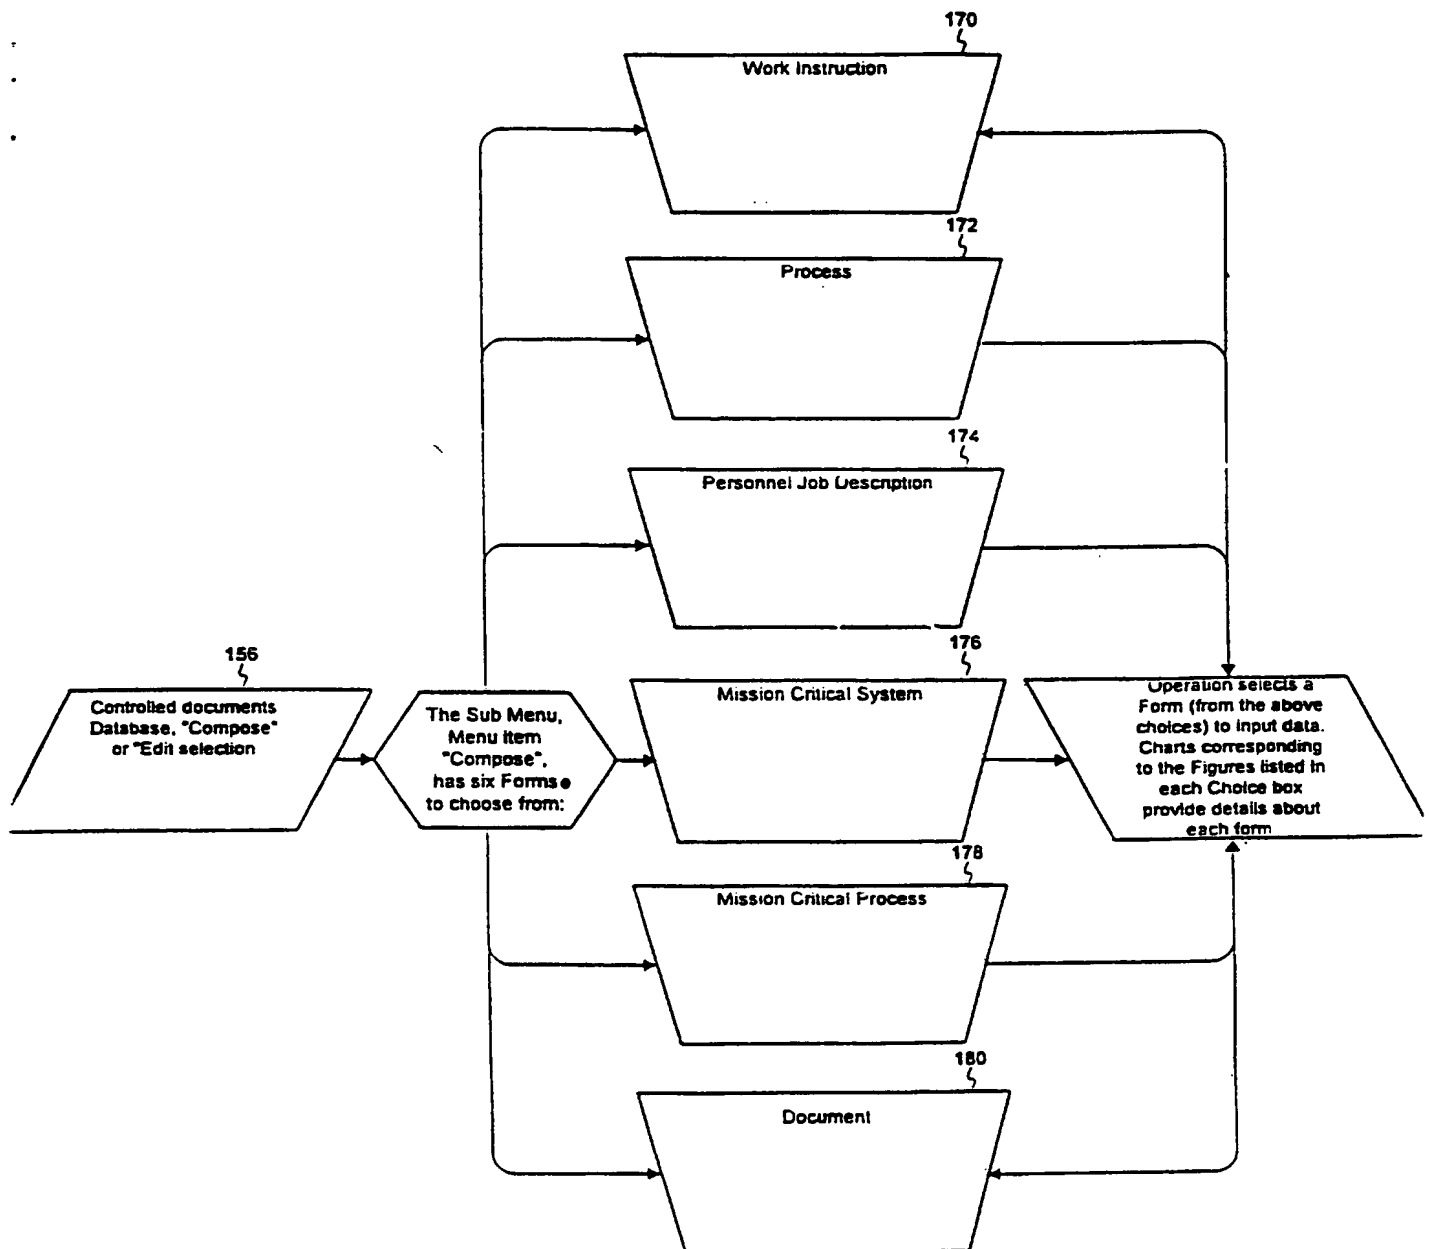 170
Work Instruction
172
Process
174
Personnel Job Description
156
Controlled documents
Database, "Compose"
or "Edit selection
The Sub Menu,
Menu Item
"Compose",
has six Forms
to choose from:
176
Mission Critical System
Operation selects a
Form (from the above
choices) to input data.
Charts corresponding
to the Figures listed in
each Choice box
provide details about
each form
178
Mission Critical Process
180
Document